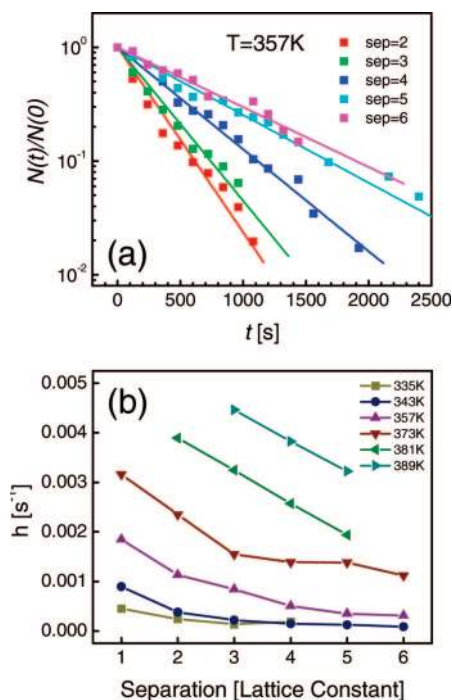 T=357K
sep=2
sep=3
sep=4
sep=5
sep=6
N(t)/N(0)
10⁰
10⁻¹
10⁻²
(a)
0 500 1000 1500 2000 2500
t [s]
(b)
335K
343K
357K
373K
381K
389K
h [s⁻¹]
0.005
0.004
0.003
0.002
0.001
0.000
1 2 3 4 5 6
Separation [Lattice Constant]